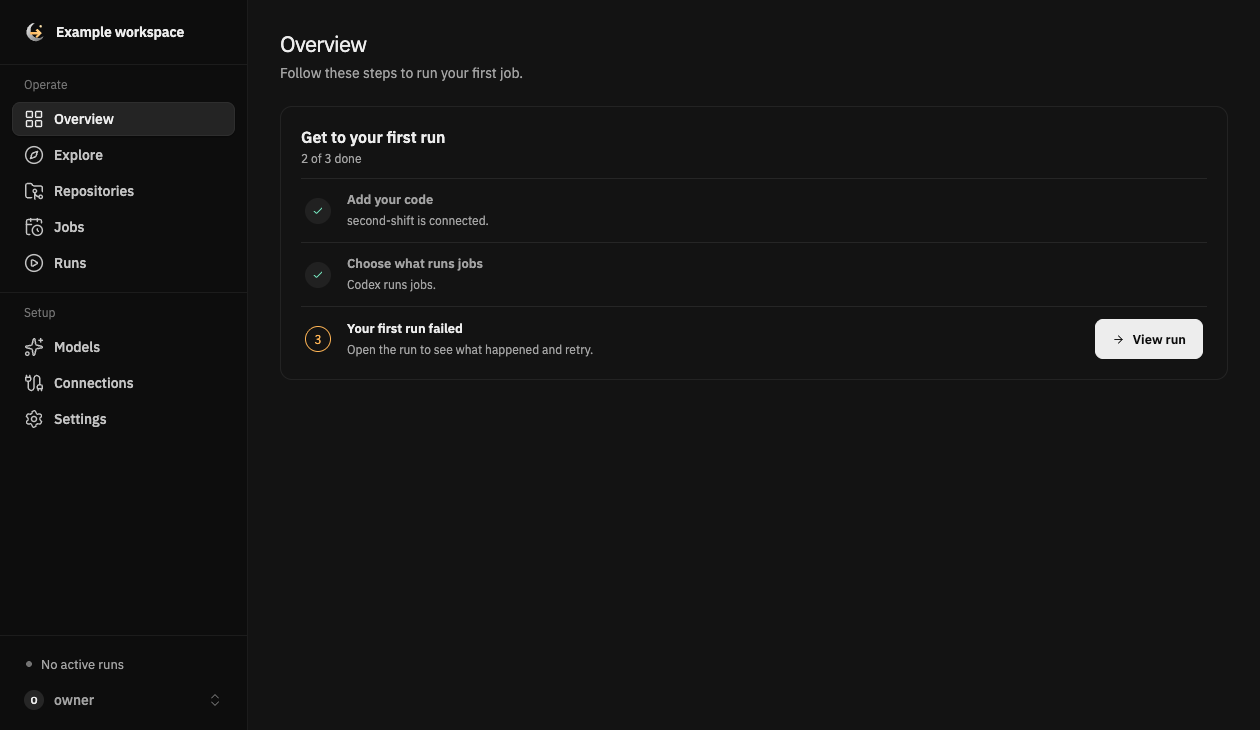 Example workspace
Operate
Overview
Explore
Repositories
Jobs
Runs
Setup
Models
Connections
Settings
No active runs
o owner
Overview
Follow these steps to run your first job.
Get to your first run
2 of 3 done
Add your code
second-shift is connected.
Choose what runs jobs
Codex runs jobs.
3
Your first run failed
Open the run to see what happened and retry.
View run